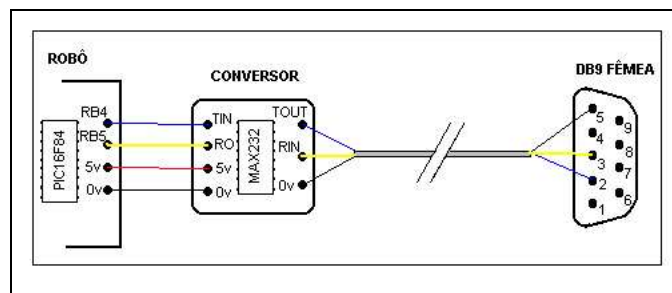 ROBÔ
PIC16F84
RB4
RB5
5v
0v
CONVERSOR
TIN
RO
5v
0v
MAX232
TOUT
RIN
0v
DB9 FÊMEA
5
9
4
8
3
7
2
6
1